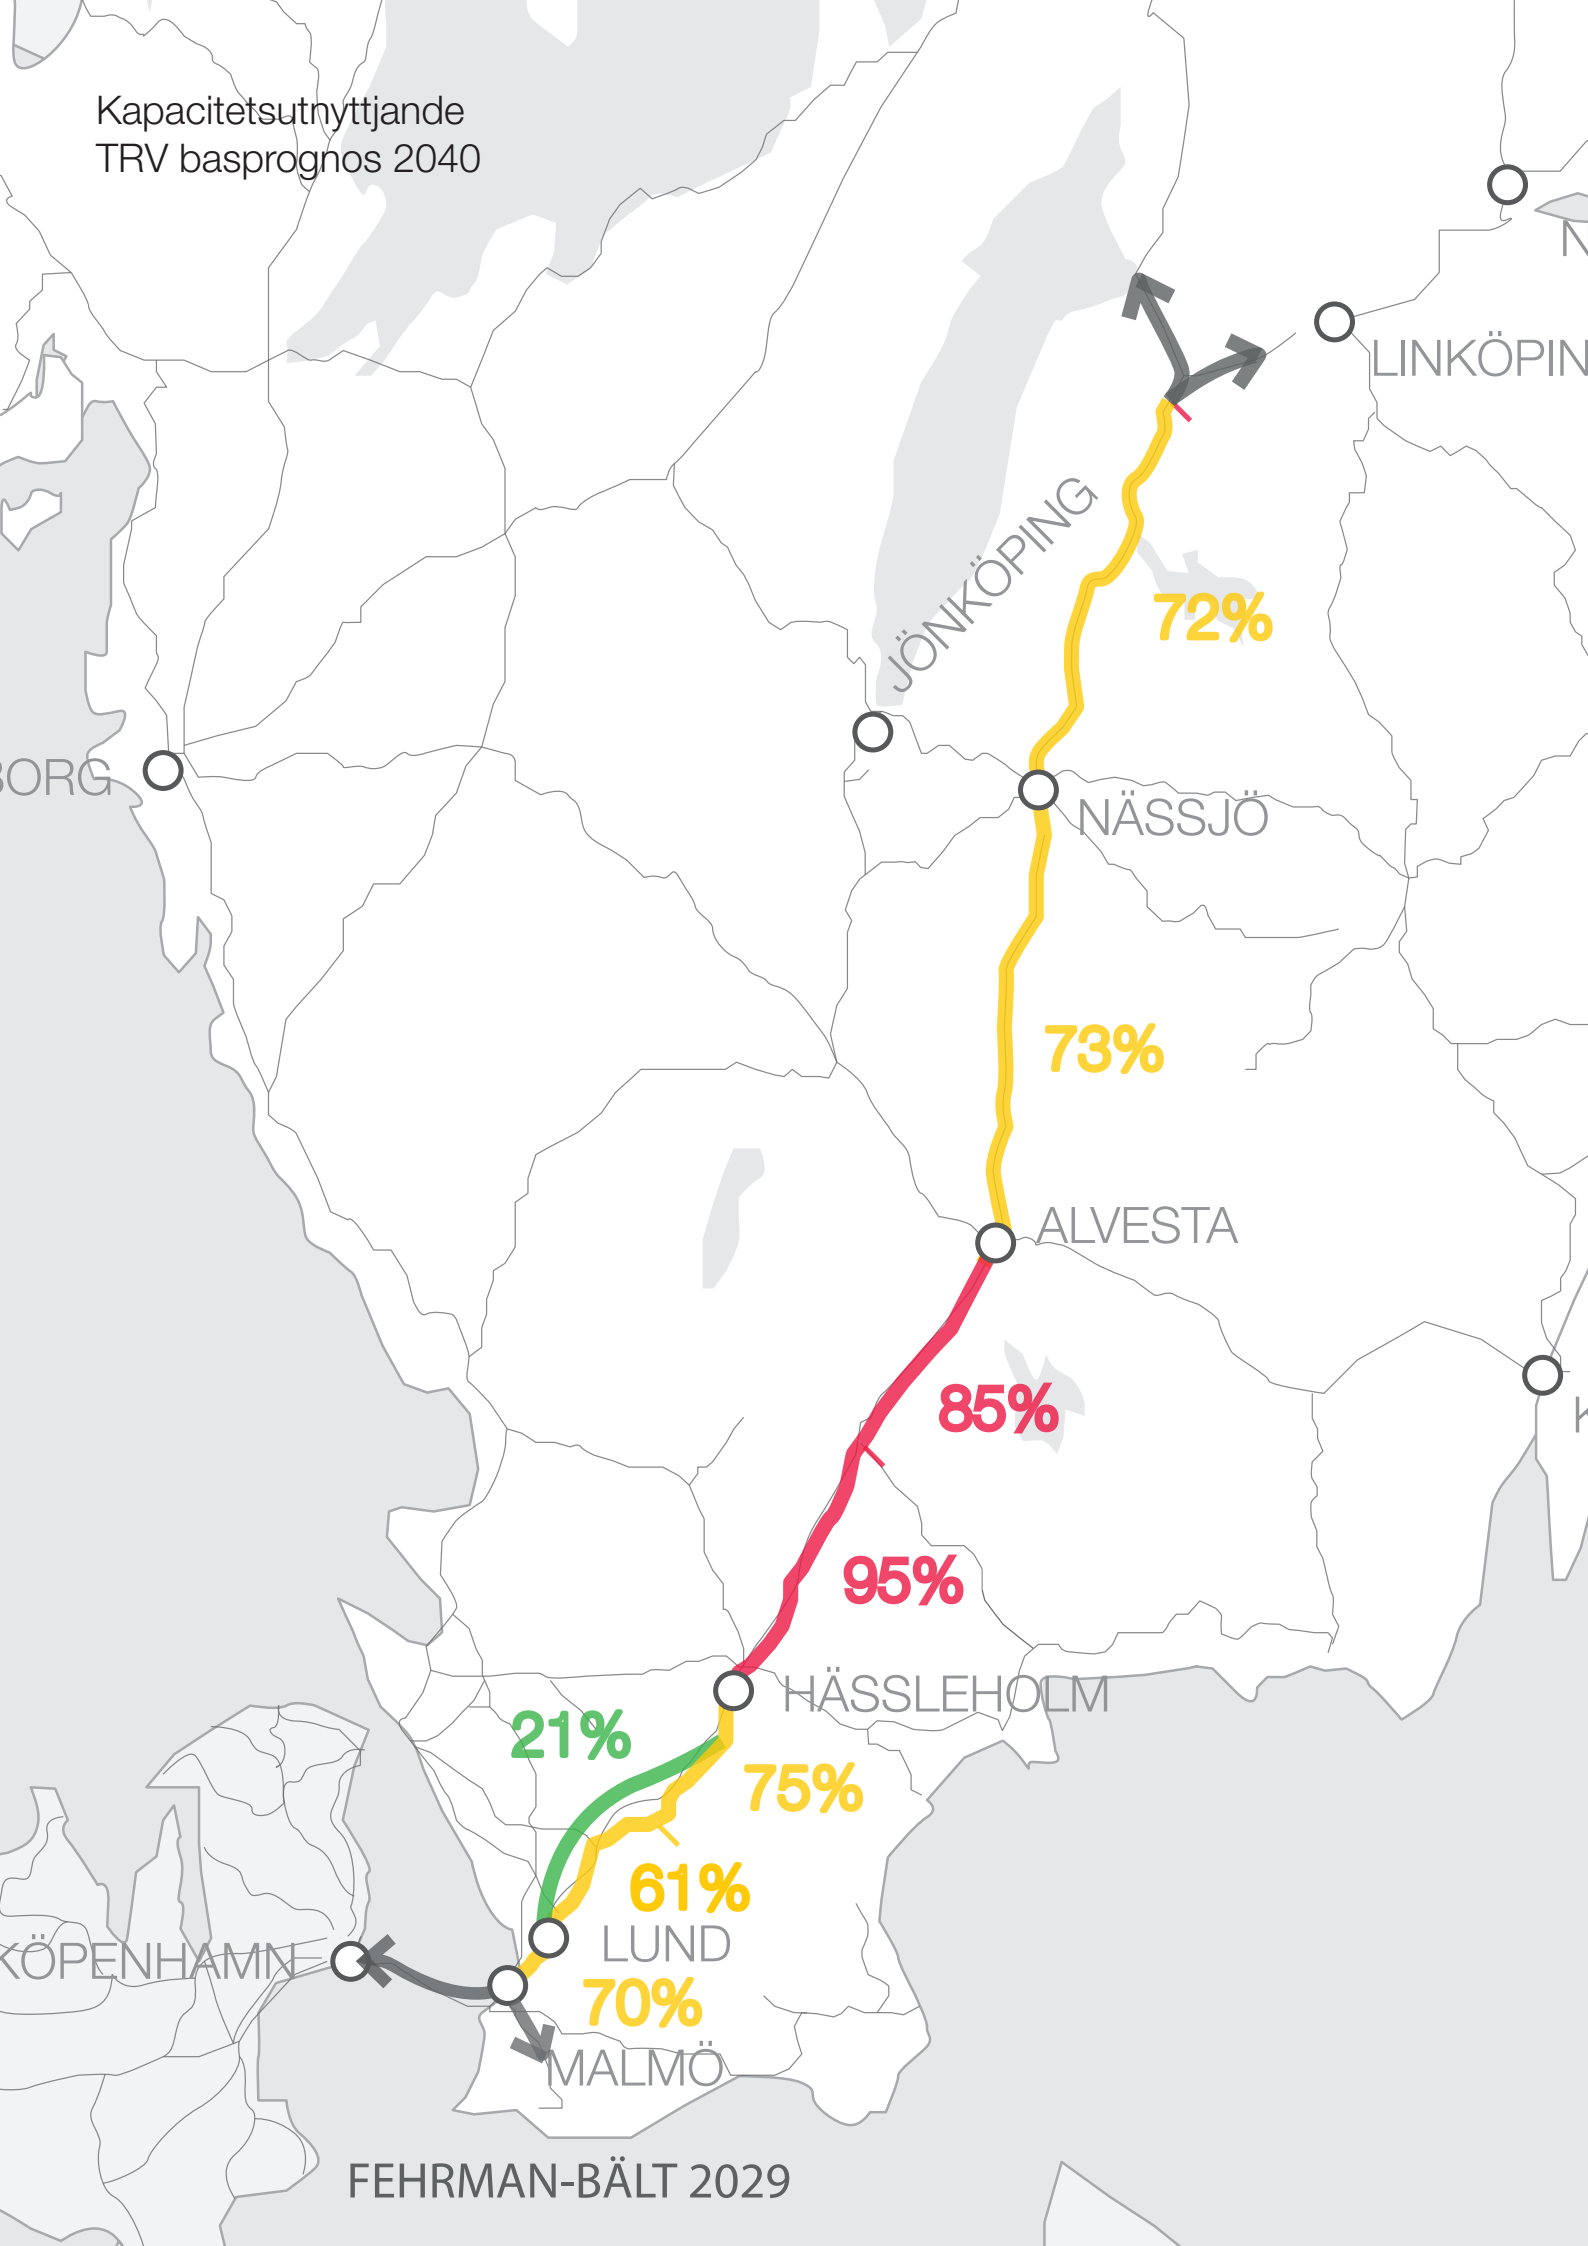 Kapacitetsutnyttjande
TRV basprognos 2040
N
LINKÖPIN
JÖNKÖPING
72%
BORG
NÄSSJÖ
73%
ALVESTA
85%
K
95%
HÄSSLEHOLM
21%
75%
61%
LUND
KÖPENHAMN
70%
MALMÖ
FEHRMAN-BÄLT 2029